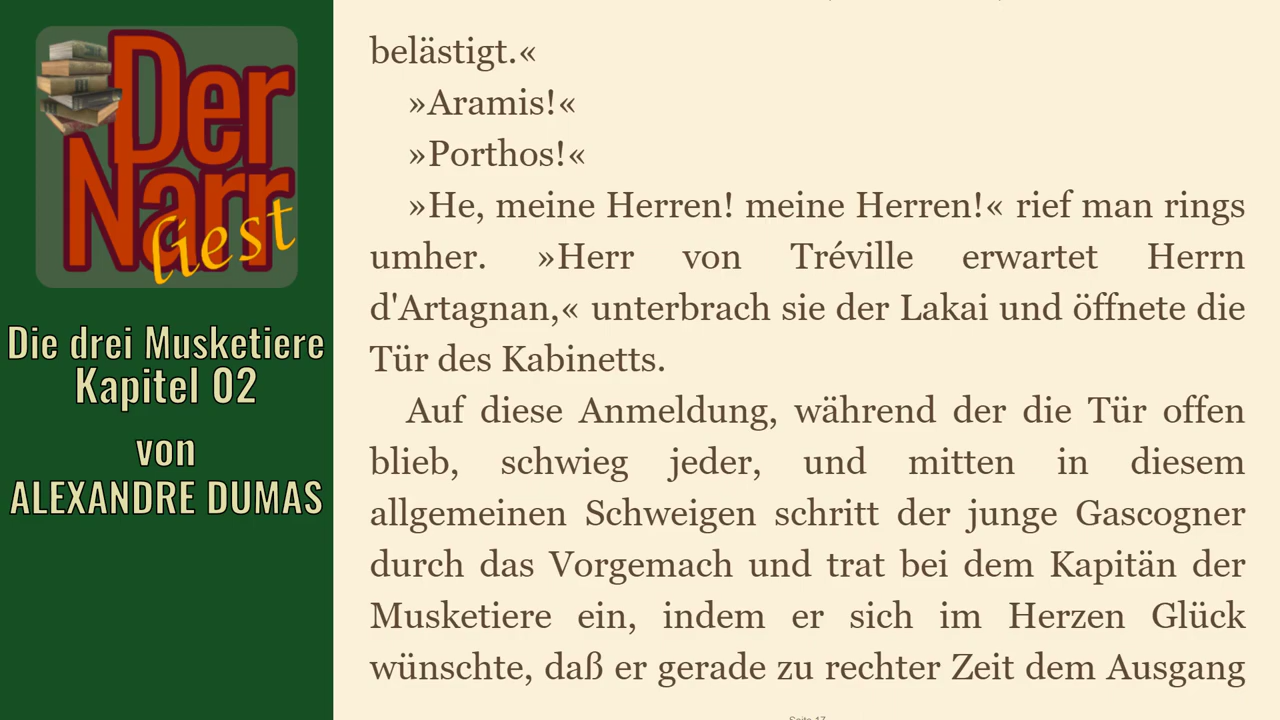 Der
Narr
liest
Die drei Musketiere
Kapitel 02
von
ALEXANDRE DUMAS
belästigt.«
»Aramis!«
»Porthos!«
»He, meine Herren! meine Herren!« rief man rings
umher. »Herr von Tréville erwartet Herrn
d'Artagnan,« unterbrach sie der Lakai und öffnete die
Tür des Kabinetts.
Auf diese Anmeldung, während der die Tür offen
blieb, schwieg jeder, und mitten in diesem
allgemeinen Schweigen schritt der junge Gascogner
durch das Vorgemach und trat bei dem Kapitän der
Musketiere ein, indem er sich im Herzen Glück
wünschte, daß er gerade zu rechter Zeit dem Ausgang
Seite 17